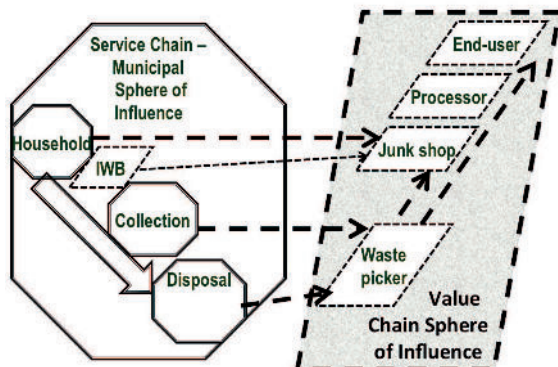 Service Chain –
Municipal
Sphere of
Influence
Household
IWB
Collection
Disposal
End-user
Processor
Junk shop
Waste
picker
Value
Chain Sphere
of Influence